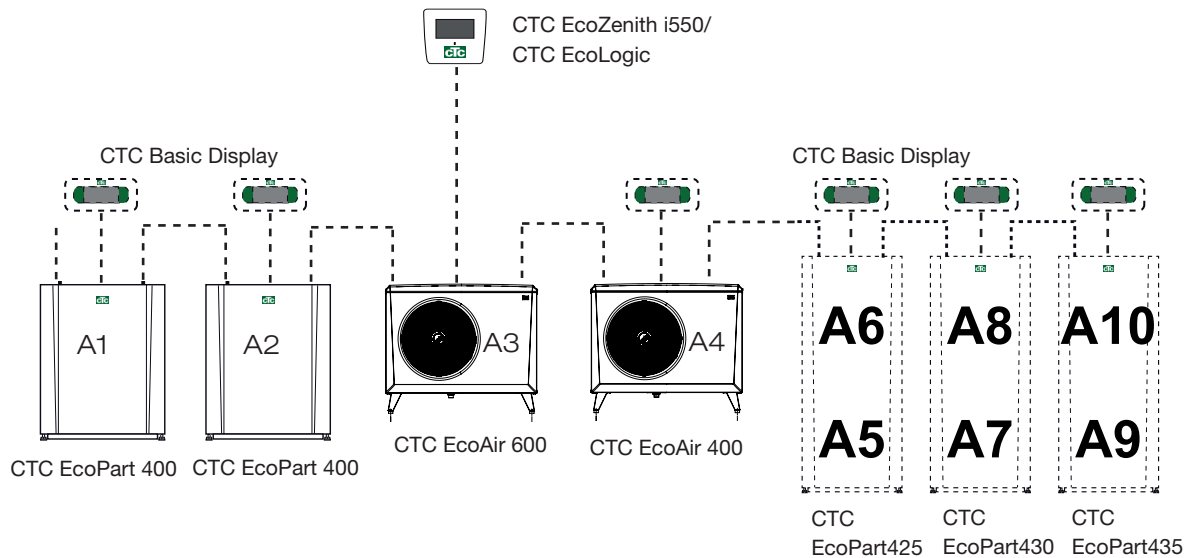 CTC EcoZenith i550/
CTC EcoLogic
CTC
CTC Basic Display
CTC Basic Display
A1
A2
A3
A4
A6
A8
A10
A5
A7
A9
CTC EcoPart 400
CTC EcoPart 400
CTC EcoAir 600
CTC EcoAir 400
CTC
EcoPart425
CTC
EcoPart430
CTC
EcoPart435